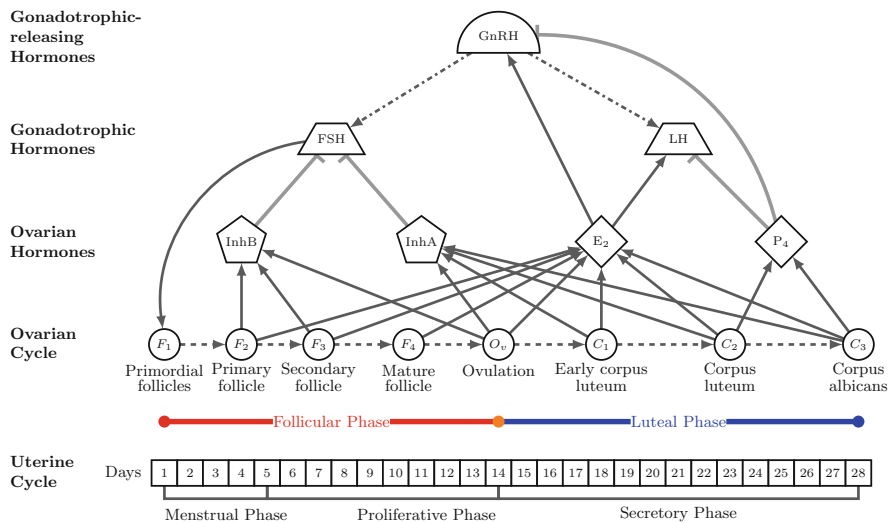 Gonadotrophic-
releasing
Hormones
GnRH
Gonadotrophic
Hormones
FSH
LH
Ovarian
Hormones
InhB
InhA
E2
P4
Ovarian
Cycle
F1
F2
F3
F4
Ov
C1
C2
C3
Primordial
follicles
Primary
follicle
Secondary
follicle
Mature
follicle
Ovulation
Early corpus
luteum
Corpus
luteum
Corpus
albicans
Follicular Phase
Luteal Phase
Uterine
Cycle
Days 1 2 3 4 5 6 7 8 9 10 11 12 13 14 15 16 17 18 19 20 21 22 23 24 25 26 27 28
Menstrual Phase
Proliferative Phase
Secretory Phase